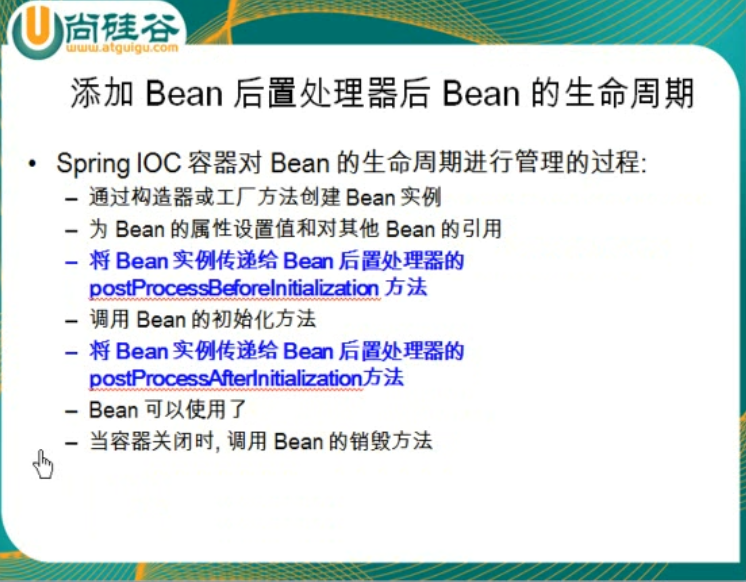 尚硅谷
www.atguigu.com
添加 Bean 后置处理器后 Bean 的生命周期
• Spring IOC 容器对 Bean 的生命周期进行管理的过程:
– 通过构造器或工厂方法创建 Bean 实例
– 为 Bean 的属性设置值和对其他 Bean 的引用
– 将 Bean 实例传递给 Bean 后置处理器的
postProcessBeforeInitialization 方法
– 调用 Bean 的初始化方法
– 将 Bean 实例传递给 Bean 后置处理器的
postProcessAfterInitialization方法
– Bean 可以使用了
– 当容器关闭时, 调用 Bean 的销毁方法